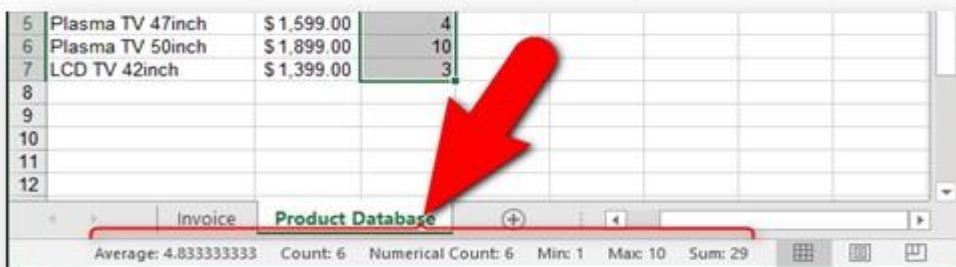 5 Plasma TV 47inch $ 1,599.00 4
6 Plasma TV 50inch $ 1,899.00 10
7 LCD TV 42inch $ 1,399.00 3
8
9
10
11
12
Invoice Product Database
Average: 4.833333333 Count: 6 Numerical Count: 6 Min: 1 Max: 10 Sum: 29